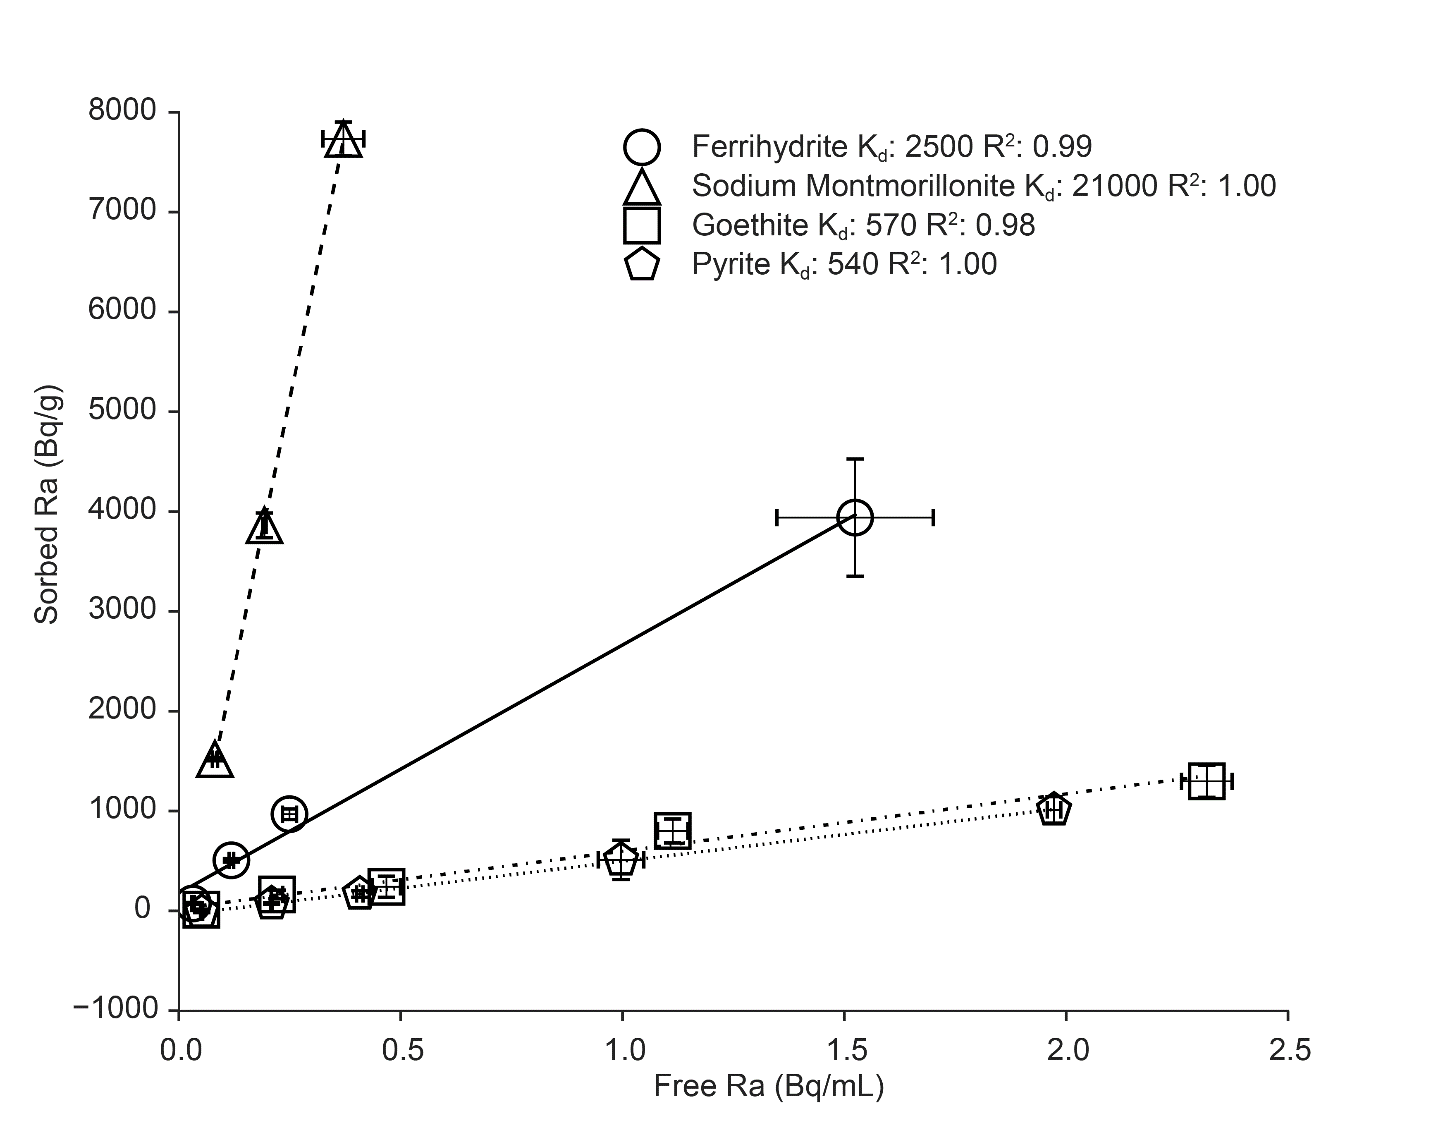 8000
7000
6000
5000
4000
3000
2000
1000
0
−1000
Sorbed Ra (Bq/g)
Ferrihydrite Kd: 2500 R²: 0.99
Sodium Montmorillonite Kd: 21000 R²: 1.00
Goethite Kd: 570 R²: 0.98
Pyrite Kd: 540 R²: 1.00
0.0 0.5 1.0 1.5 2.0 2.5
Free Ra (Bq/mL)